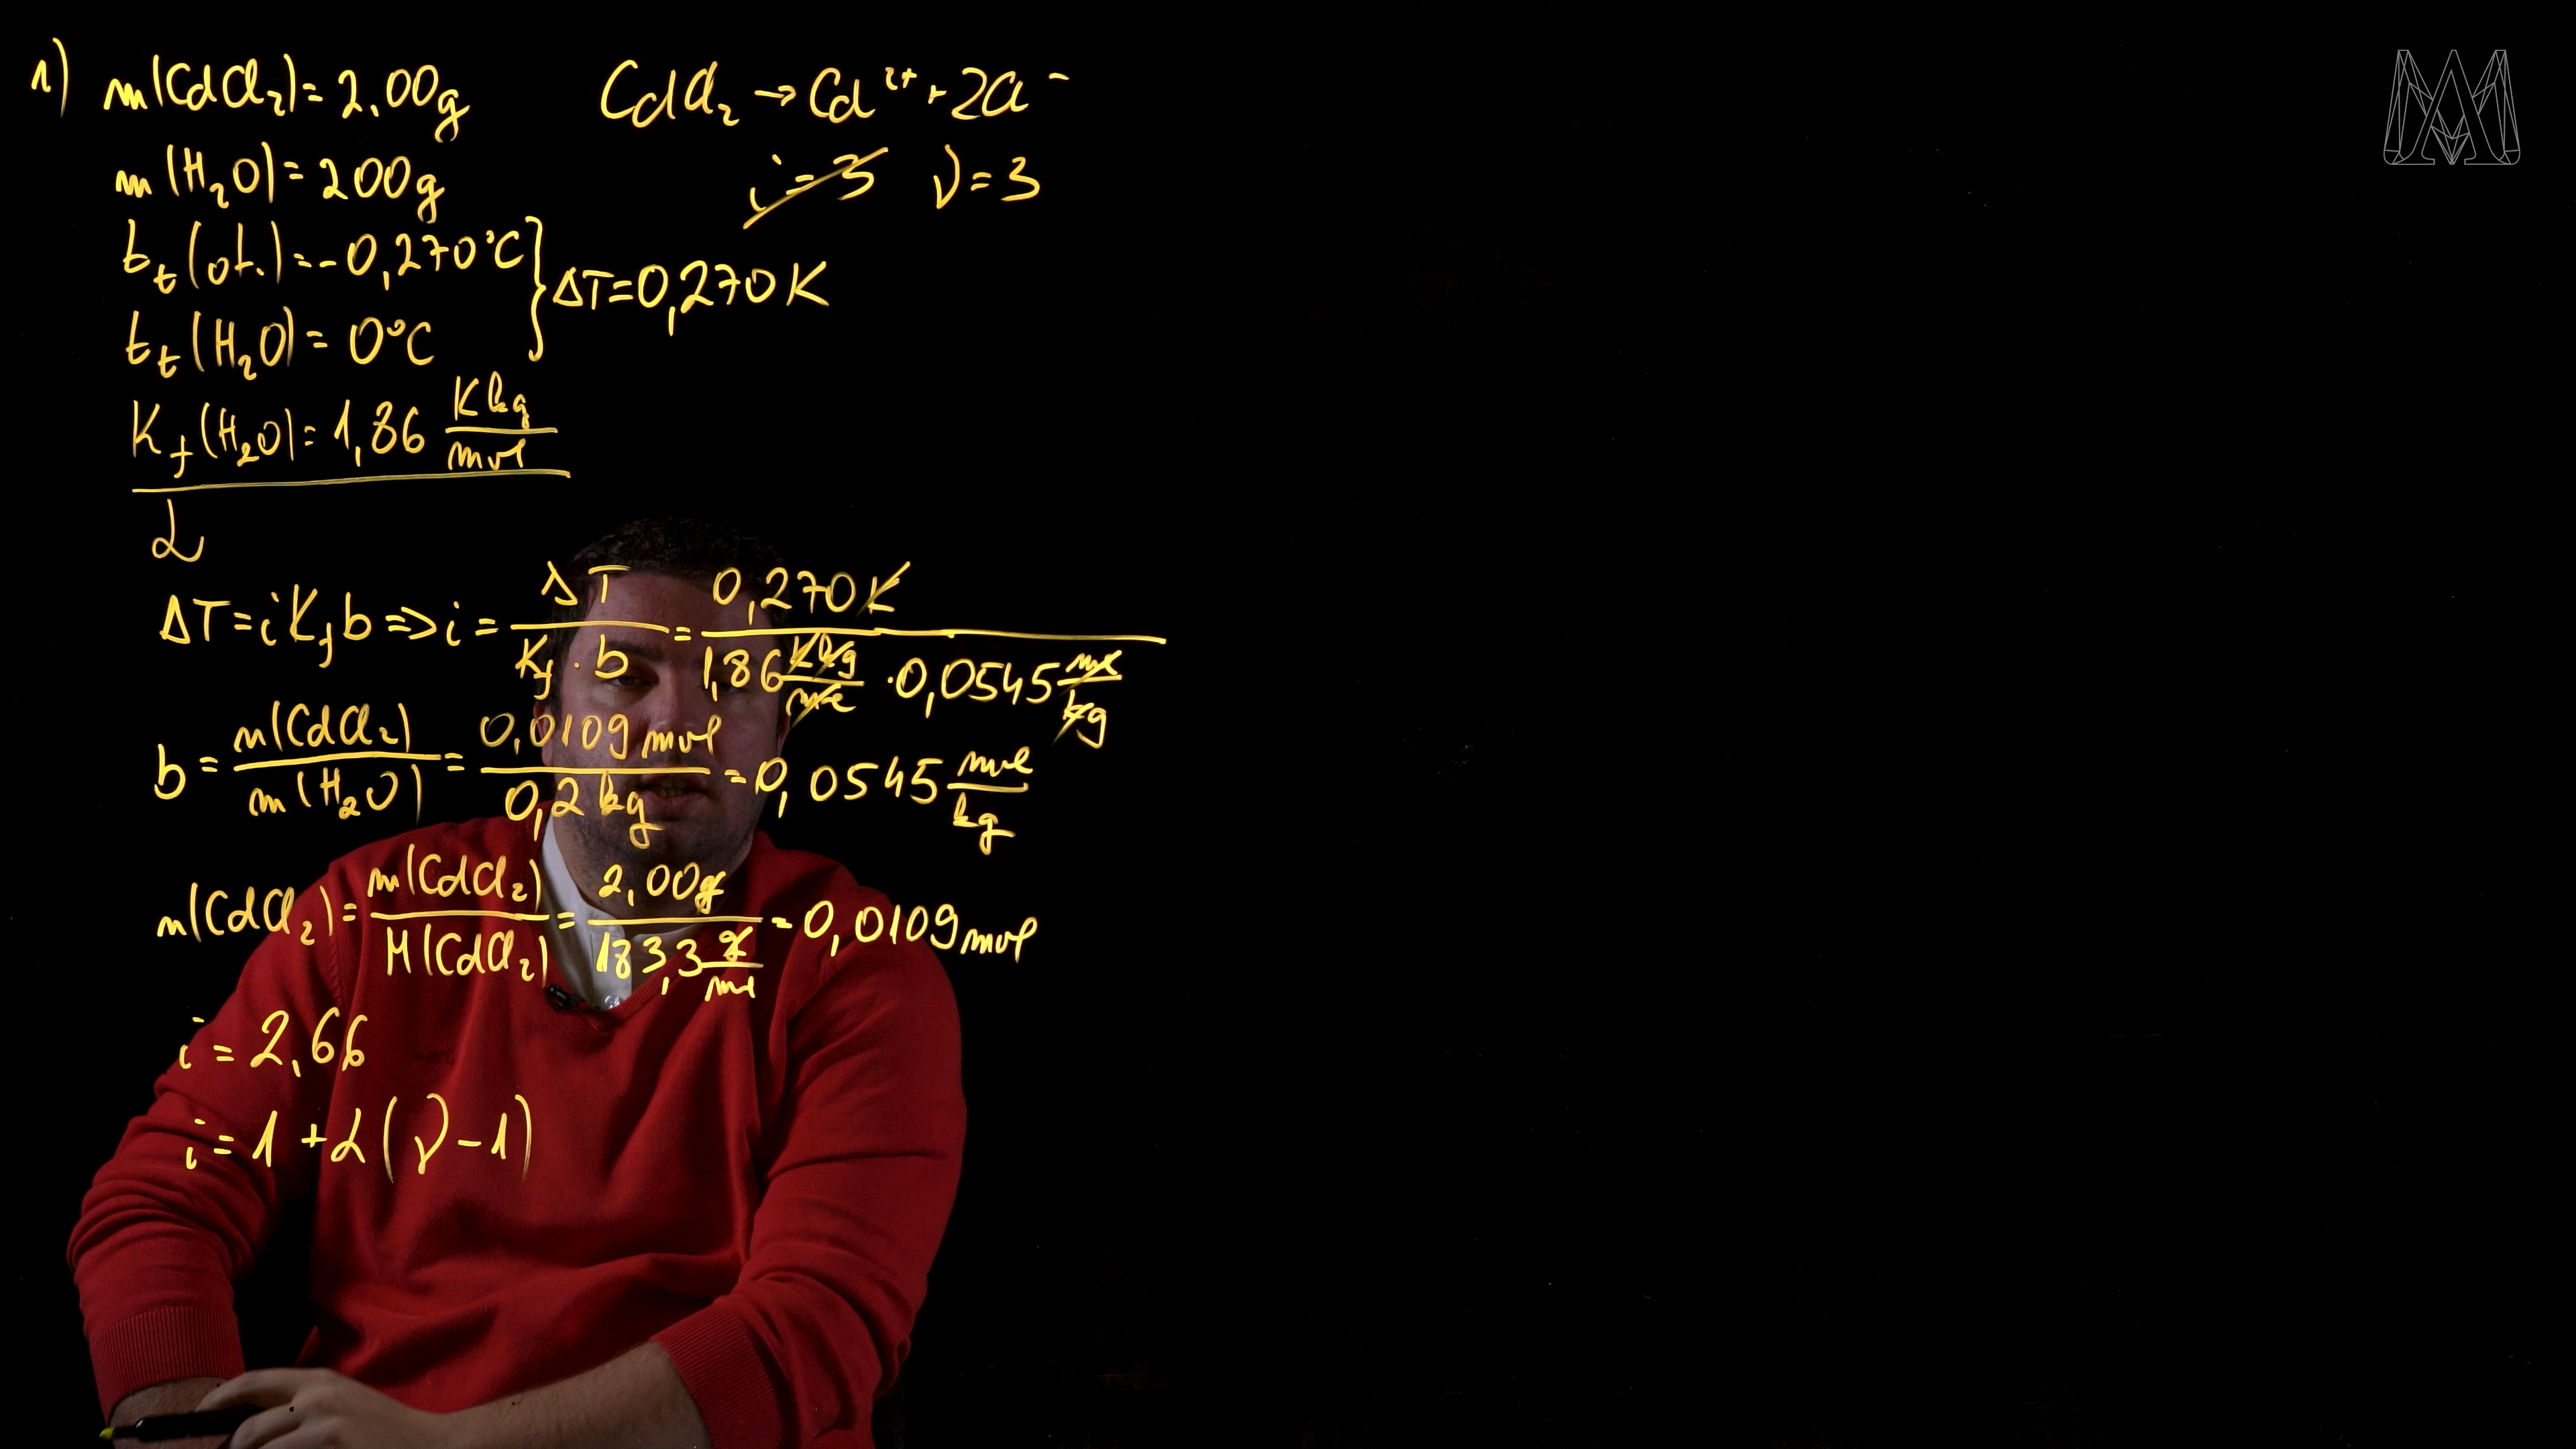 1) m(CdCl₂) = 2,00g
CdCl₂ → Cd²⁺ + 2Cl⁻
m(H₂O) = 200g
i = 3 ν = 3
tₜ(ot.) = -0,270°C
ΔT = 0,270 K
tₜ(H₂O) = 0°C
K_f(H₂O) = 1,86 K kg / mol
α
ΔT = i K_f b ⇒ i = ΔT / K_f · b = 0,270 K / 1,86 K kg / mol · 0,0545 mol / kg
b = n(CdCl₂) / m(H₂O) = 0,0109 mol / 0,2 kg = 0,0545 mol / kg
n(CdCl₂) = m(CdCl₂) / M(CdCl₂) = 2,00g / 183,3 g / mol = 0,0109 mol
i = 2,66
i = 1 + α(ν - 1)